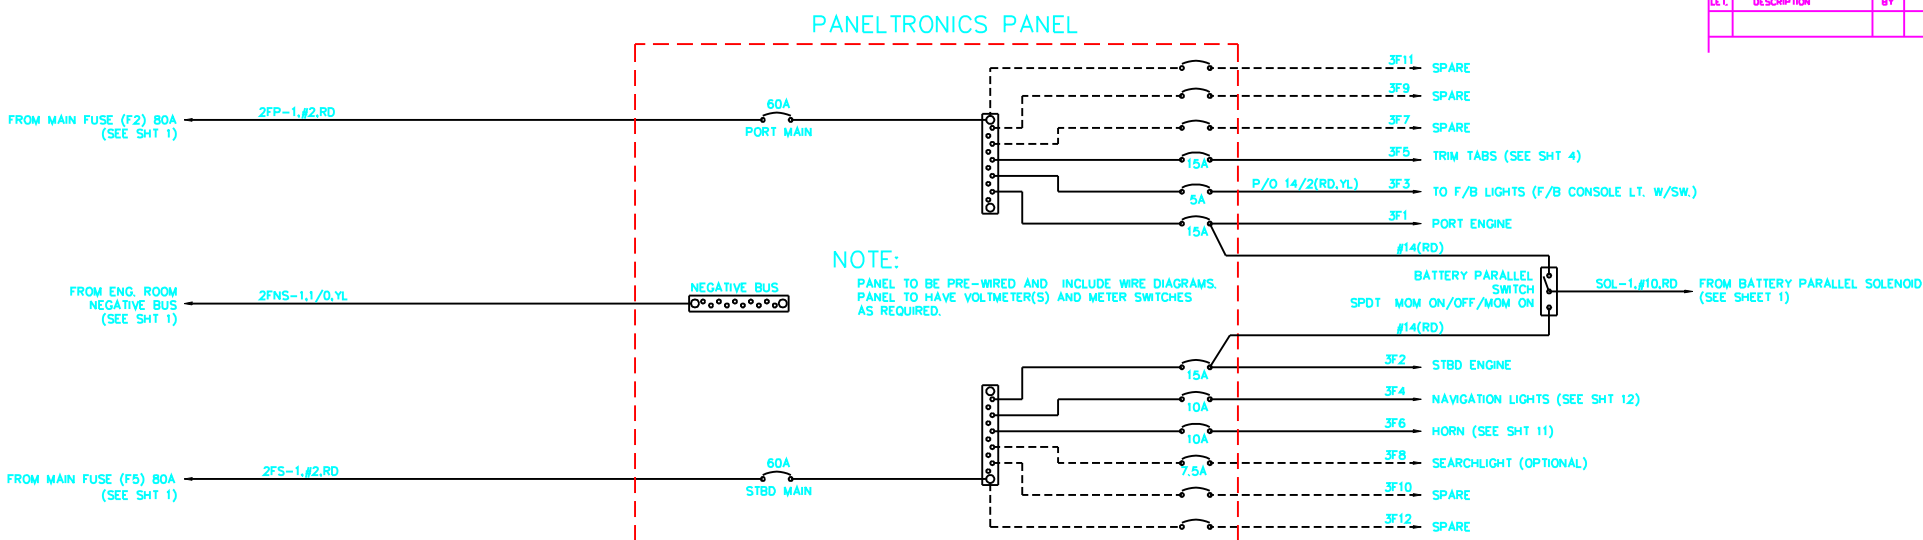 LET. DESCRIPTION BY
PANELTRONICS PANEL
3F11 SPARE
3F9 SPARE
60A
2FP-1,#2,RD
FROM MAIN FUSE (F2) 80A
(SEE SHT 1)
PORT MAIN
3F7 SPARE
3F5 TRIM TABS (SEE SHT 4)
15A
P/O 14/2(RD,YL) 3F3 TO F/B LIGHTS (F/B CONSOLE LT. W/SW.)
5A
3F1 PORT ENGINE
15A
#14(RD)
NOTE:
PANEL TO BE PRE-WIRED AND INCLUDE WIRE DIAGRAMS.
PANEL TO HAVE VOLTMETER(S) AND METER SWITCHES
AS REQUIRED.
BATTERY PARALLEL
SWITCH
SPDT MOM ON/OFF/MOM ON
SOL-1,#10,RD
FROM BATTERY PARALLEL SOLENOID
(SEE SHEET 1)
FROM ENG. ROOM
NEGATIVE BUS
(SEE SHT 1)
2FNS-1,1/0,YL
NEGATIVE BUS
#14(RD)
3F2 STBD ENGINE
15A
3F4 NAVIGATION LIGHTS (SEE SHT 12)
10A
3F6 HORN (SEE SHT 11)
10A
3F8 SEARCHLIGHT (OPTIONAL)
7.5A
60A
2FS-1,#2,RD
FROM MAIN FUSE (F5) 80A
(SEE SHT 1)
STBD MAIN
3F10 SPARE
3F12 SPARE